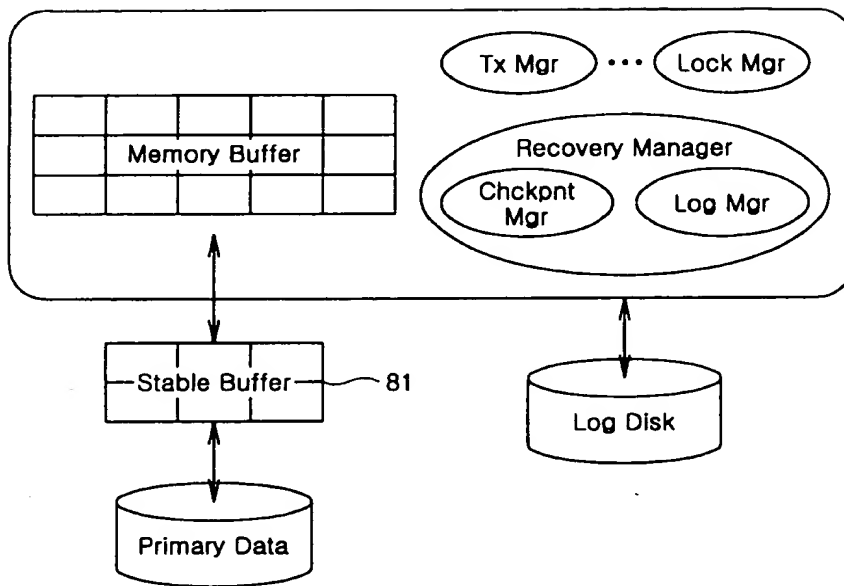 Tx Mgr ••• Lock Mgr
Memory Buffer
Recovery Manager
Chckpnt
Mgr
Log Mgr
Stable Buffer
81
Log Disk
Primary Data